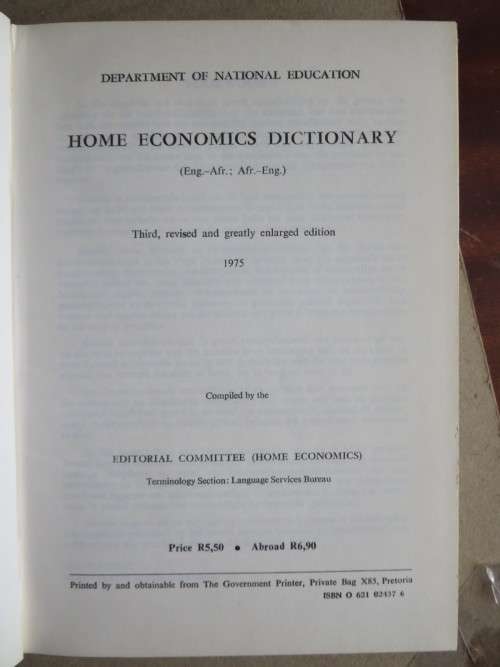 DEPARTMENT OF NATIONAL EDUCATION
HOME ECONOMICS DICTIONARY
(Eng.-Afr.; Afr.-Eng.)
Third, revised and greatly enlarged edition
1975
Compiled by the
EDITORIAL COMMITTEE (HOME ECONOMICS)
Terminology Section: Language Services Bureau
Price R5,50 • Abroad R6,90
Printed by and obtainable from The Government Printer, Private Bag X85, Pretoria
ISBN O 621 02437 6